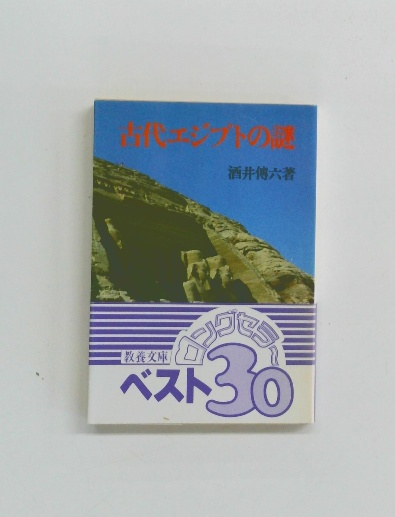 古代エジプトの謎
酒井傳六著
ロングセラー
教養文庫
ベスト30